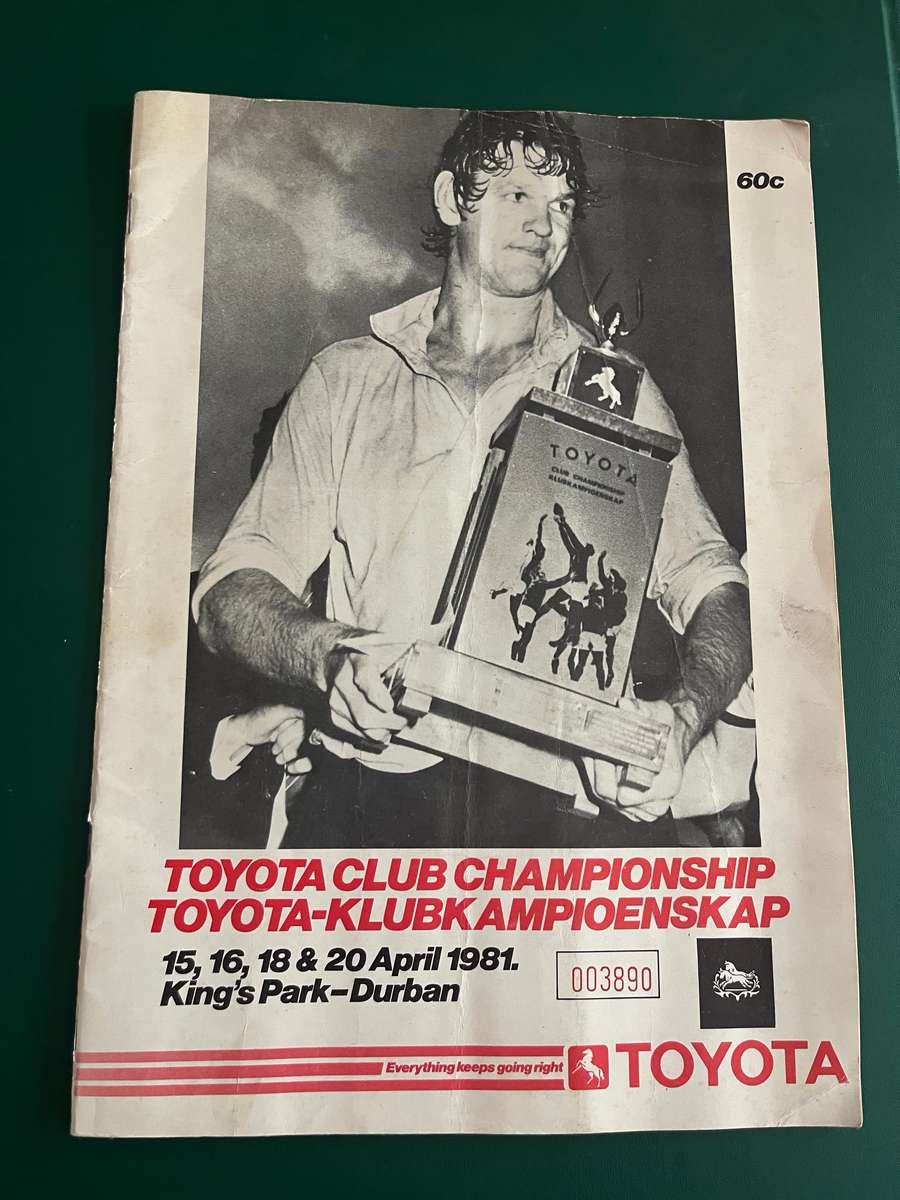 60c
TOYOTA
CLUB CHAMPIONSHIP
KLUBKAMPIOENSKAP
TOYOTA CLUB CHAMPIONSHIP
TOYOTA-KLUBKAMPIOENSKAP
15, 16, 18 & 20 April 1981.
King's Park–Durban
003890
Everything keeps going right
TOYOTA